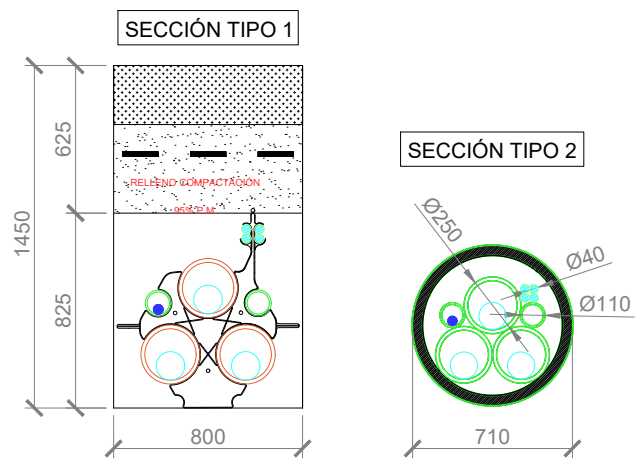 SECCIÓN TIPO 1
625
1450
825
800
RELLENO COMPACTACIÓN
95% P.M.
SECCIÓN TIPO 2
Ø250
Ø40
Ø110
710